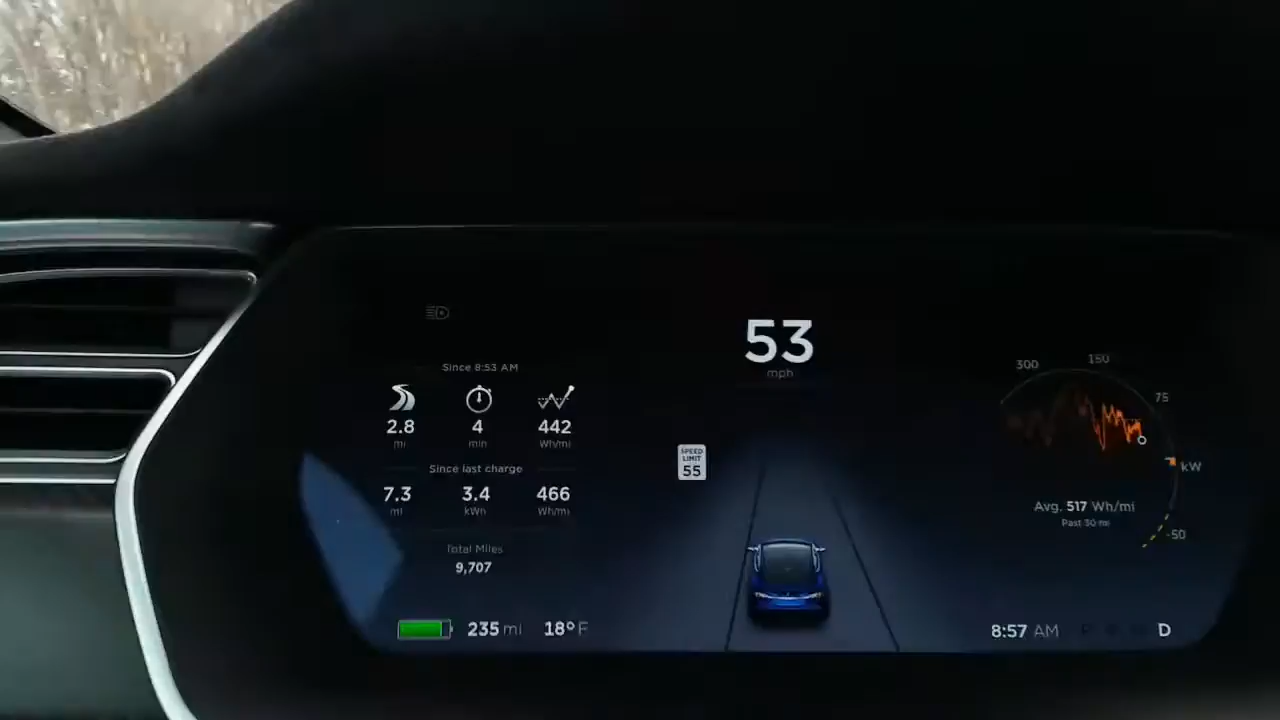 53
mph
Since 8:53 AM
2.8 4 442
mi min Wh/mi
Since last charge
7.3 3.4 466
mi kWh Wh/mi
Total Miles
9,707
235 mi 18° F
SPEED
LIMIT
55
300 150
75
kW
-50
Avg. 517 Wh/mi
Past 30 mi
8:57 AM P R N D